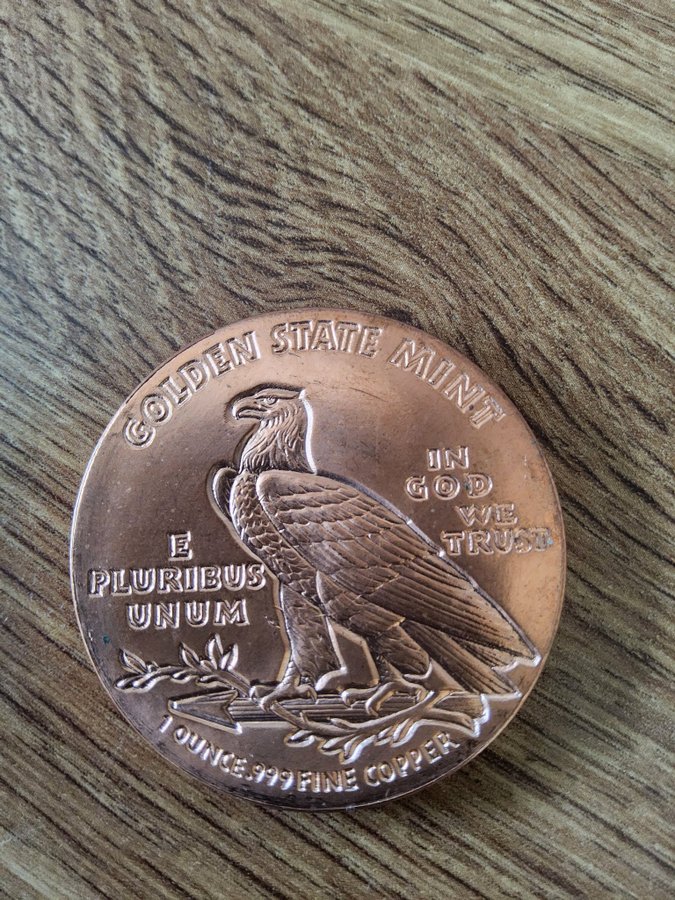 GOLDEN STATE MINT
IN
GOD
WE
TRUST
E
PLURIBUS
UNUM
1 OUNCE .999 FINE COPPER